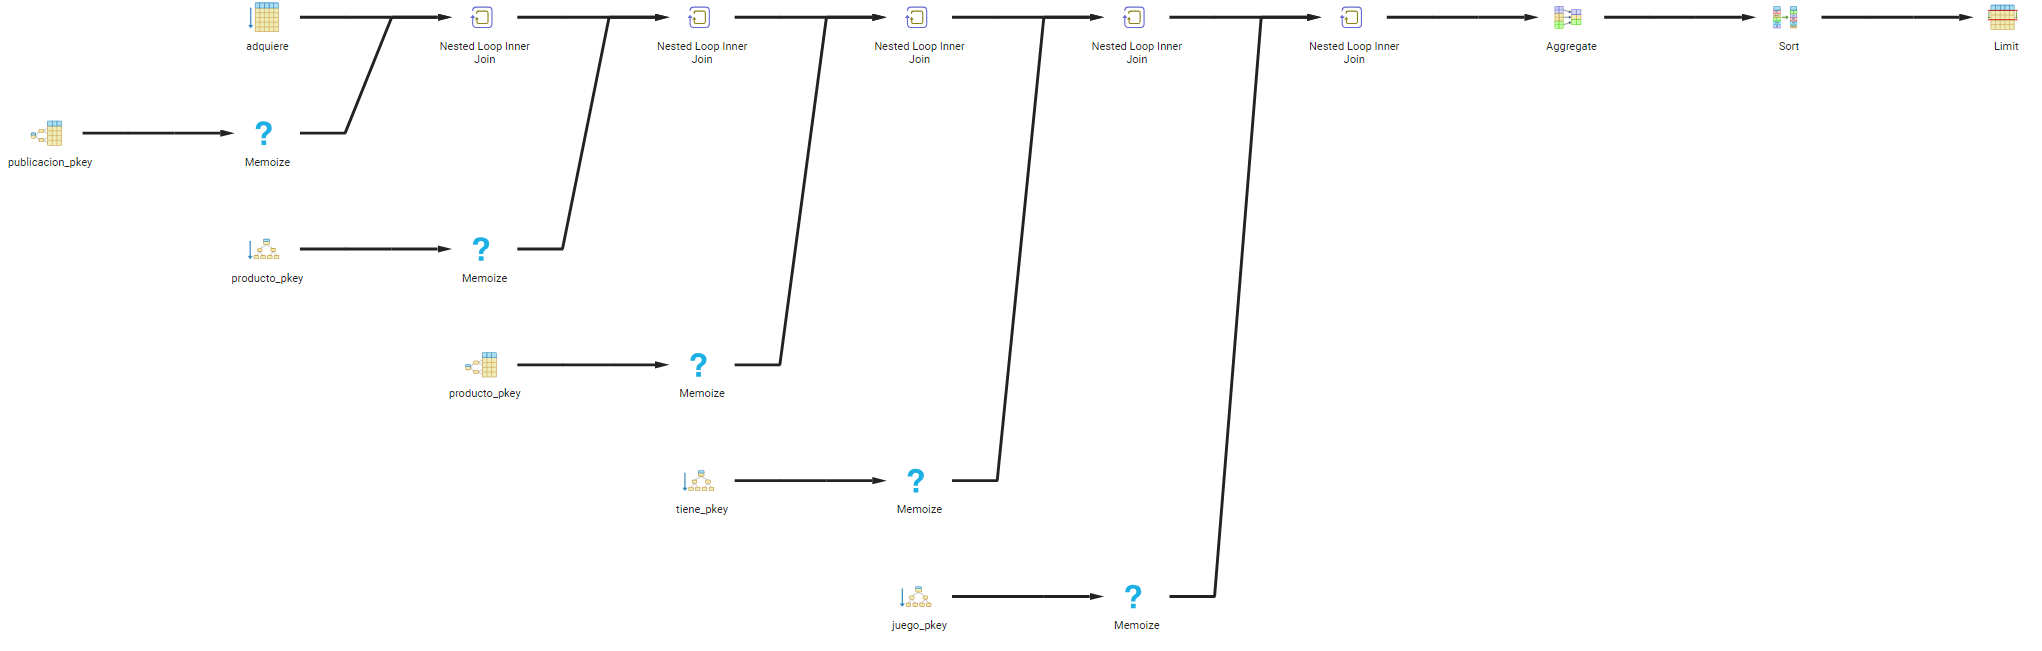 adquiere
Nested Loop Inner
Join
Nested Loop Inner
Join
Nested Loop Inner
Join
Nested Loop Inner
Join
Nested Loop Inner
Join
Aggregate
Sort
Limit
publicacion_pkey
?
Memoize
producto_pkey
?
Memoize
producto_pkey
?
Memoize
tiene_pkey
?
Memoize
juego_pkey
?
Memoize